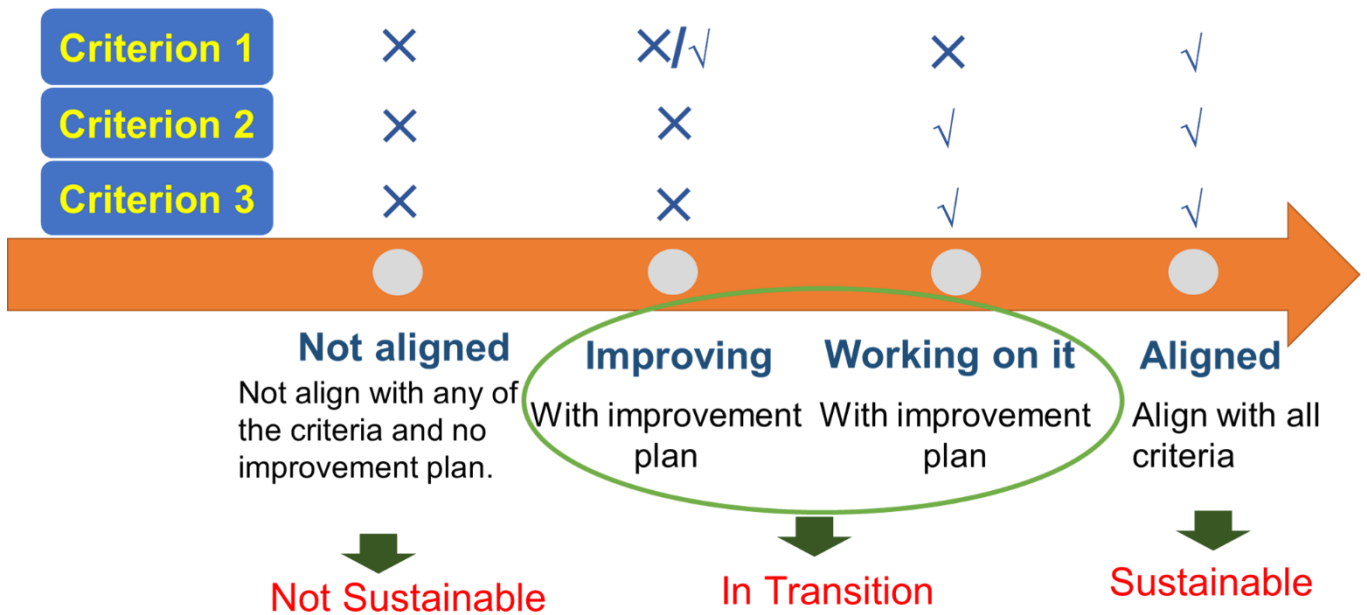 Criterion 1 × ×/√ × √
Criterion 2 × × √ √
Criterion 3 × × √ √
Not aligned
Not align with any of
the criteria and no
improvement plan.
Improving
With improvement
plan
Working on it
With improvement
plan
Aligned
Align with all
criteria
Not Sustainable
In Transition
Sustainable